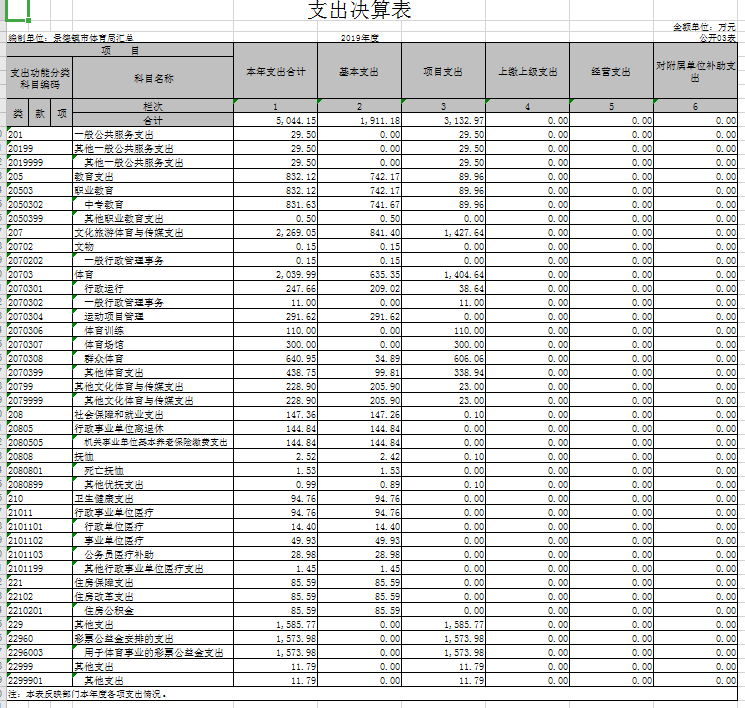 支出决算表
金额单位：万元
编制单位：景德镇市体育局汇总 2019年度 公开03表
项 目 本年支出合计 基本支出 项目支出 上缴上级支出 经营支出 对附属单位补助支出
支出功能分类科目编码 科目名称
类 款 项 栏次 1 2 3 4 5 6
合计 5,044.15 1,911.18 3,132.97 0.00 0.00 0.00
201 一般公共服务支出 29.50 0.00 29.50 0.00 0.00 0.00
20199 其他一般公共服务支出 29.50 0.00 29.50 0.00 0.00 0.00
2019999 其他一般公共服务支出 29.50 0.00 29.50 0.00 0.00 0.00
205 教育支出 832.12 742.17 89.96 0.00 0.00 0.00
20503 职业教育 832.12 742.17 89.96 0.00 0.00 0.00
2050302 中专教育 831.63 741.67 89.96 0.00 0.00 0.00
2050399 其他职业教育支出 0.50 0.50 0.00 0.00 0.00 0.00
207 文化旅游体育与传媒支出 2,269.05 841.40 1,427.64 0.00 0.00 0.00
20702 文物 0.15 0.15 0.00 0.00 0.00 0.00
2070202 一般行政管理事务 0.15 0.15 0.00 0.00 0.00 0.00
20703 体育 2,039.99 635.35 1,404.64 0.00 0.00 0.00
2070301 行政运行 247.66 209.02 38.64 0.00 0.00 0.00
2070302 一般行政管理事务 11.00 0.00 11.00 0.00 0.00 0.00
2070304 运动项目管理 291.62 291.62 0.00 0.00 0.00 0.00
2070306 体育训练 110.00 0.00 110.00 0.00 0.00 0.00
2070307 体育场馆 300.00 0.00 300.00 0.00 0.00 0.00
2070308 群众体育 640.95 34.89 606.06 0.00 0.00 0.00
2070399 其他体育支出 438.75 99.81 338.94 0.00 0.00 0.00
20799 其他文化体育与传媒支出 228.90 205.90 23.00 0.00 0.00 0.00
2079999 其他文化体育与传媒支出 228.90 205.90 23.00 0.00 0.00 0.00
208 社会保障和就业支出 147.36 147.26 0.10 0.00 0.00 0.00
20805 行政事业单位离退休 144.84 144.84 0.00 0.00 0.00 0.00
2080505 机关事业单位基本养老保险缴费支出 144.84 144.84 0.00 0.00 0.00 0.00
20808 抚恤 2.52 2.42 0.10 0.00 0.00 0.00
2080801 死亡抚恤 1.53 1.53 0.00 0.00 0.00 0.00
2080899 其他优抚支出 0.99 0.89 0.10 0.00 0.00 0.00
210 卫生健康支出 94.76 94.76 0.00 0.00 0.00 0.00
21011 行政事业单位医疗 94.76 94.76 0.00 0.00 0.00 0.00
2101101 行政单位医疗 14.40 14.40 0.00 0.00 0.00 0.00
2101102 事业单位医疗 49.93 49.93 0.00 0.00 0.00 0.00
2101103 公务员医疗补助 28.98 28.98 0.00 0.00 0.00 0.00
2101199 其他行政事业单位医疗支出 1.45 1.45 0.00 0.00 0.00 0.00
221 住房保障支出 85.59 85.59 0.00 0.00 0.00 0.00
22102 住房改革支出 85.59 85.59 0.00 0.00 0.00 0.00
2210201 住房公积金 85.59 85.59 0.00 0.00 0.00 0.00
229 其他支出 1,585.77 0.00 1,585.77 0.00 0.00 0.00
22960 彩票公益金安排的支出 1,573.98 0.00 1,573.98 0.00 0.00 0.00
2296003 用于体育事业的彩票公益金支出 1,573.98 0.00 1,573.98 0.00 0.00 0.00
22999 其他支出 11.79 0.00 11.79 0.00 0.00 0.00
2299901 其他支出 11.79 0.00 11.79 0.00 0.00 0.00
注：本表反映部门本年度各项支出情况。